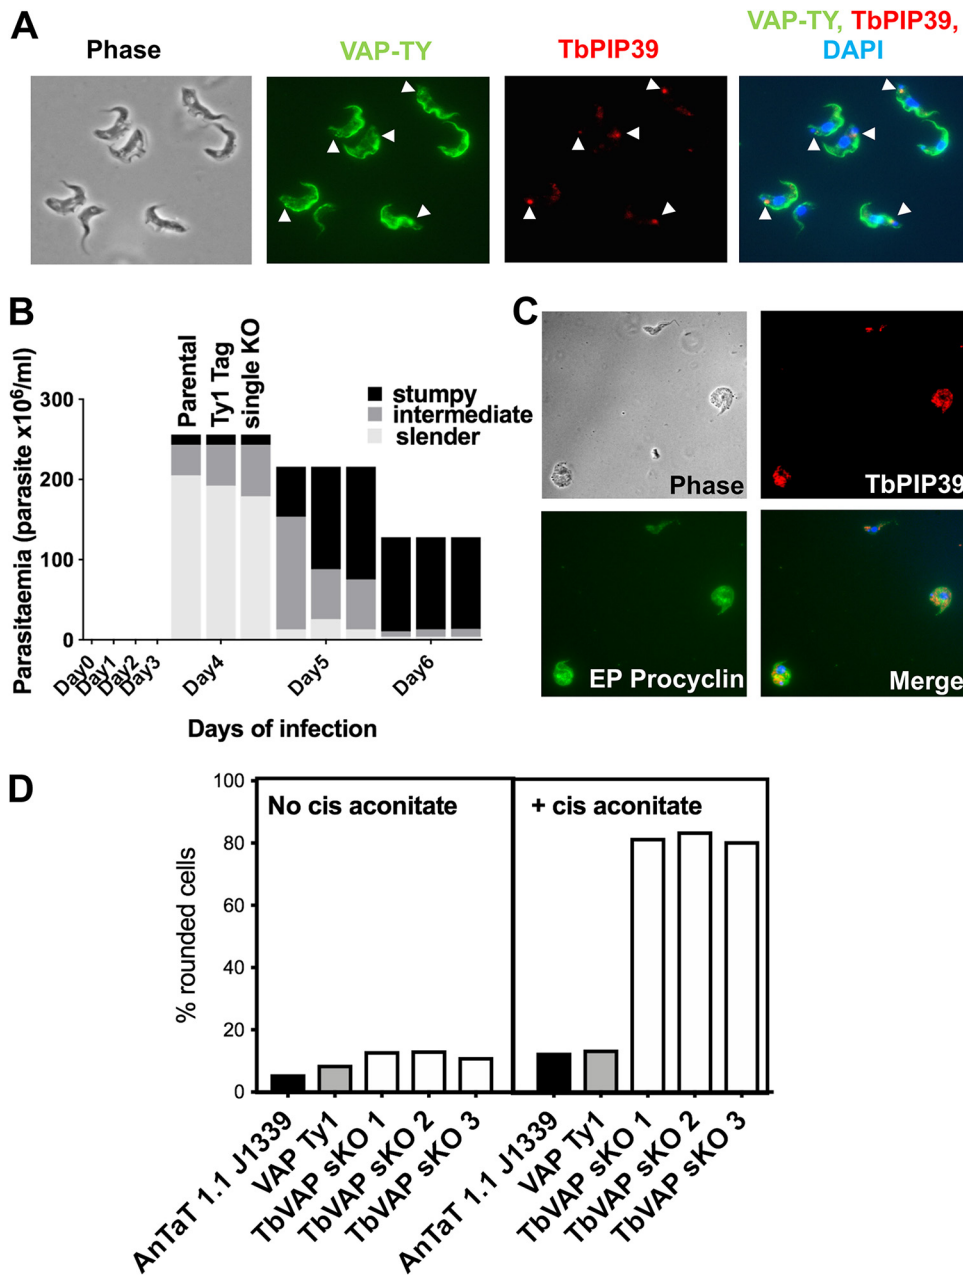 A
Phase
VAP-TY
TbPIP39
VAP-TY, TbPIP39,
DAPI
B
Parasitaemia (parasite x10⁶/ml)
300
200
100
0
Parental
Ty1 Tag
single KO
stumpy
intermediate
slender
Day0
Day1
Day2
Day3
Day4
Day5
Day6
Days of infection
C
Phase
TbPIP39
EP Procyclin
Merge
D
% rounded cells
100
80
60
40
20
0
No cis aconitate
+ cis aconitate
AnTaT 1.1 J1339
VAP Ty1
TbVAP sKO 1
TbVAP sKO 2
TbVAP sKO 3
AnTaT 1.1 J1339
VAP Ty1
TbVAP sKO 1
TbVAP sKO 2
TbVAP sKO 3